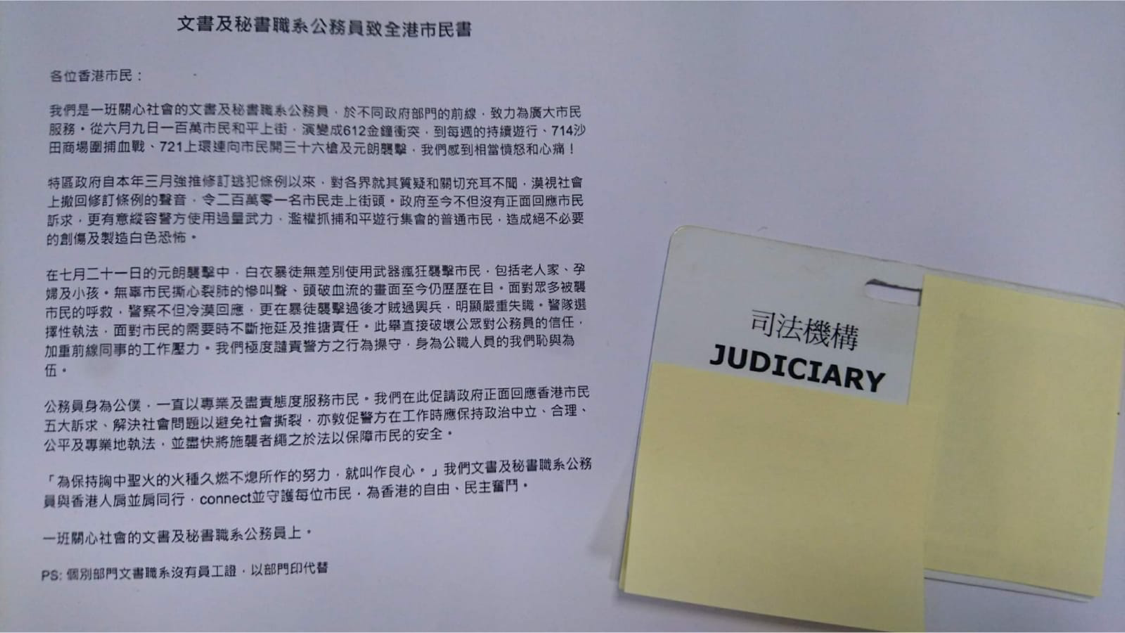 文書及秘書職系公務員致全港市民書
各位香港市民：
我們是一班關心社會的文書及秘書職系公務員，於不同政府部門的前線，致力為廣大市民
服務。從六月九日一百萬市民和平上街，演變成612金鐘衝突，到每週的持續遊行、714沙
田商場圍捕血戰、721上環連向市民開三十六槍及元朗襲擊，我們感到相當憤怒和心痛！
特區政府自本年三月強推修訂逃犯條例以來，對各界就其質疑和關切充耳不聞，漠視社會
上撤回修訂條例的聲音，令二百萬零一名市民走上街頭。政府至今不但沒有正面回應市民
訴求，更有意縱容警方使用過量武力，濫權抓捕和平遊行集會的普通市民，造成絕不必要
的創傷及製造白色恐怖。
在七月二十一日的元朗襲擊中，白衣暴徒無差別使用武器瘋狂襲擊市民，包括老人家、孕
婦及小孩。無辜市民撕心裂肺的慘叫聲、頭破血流的畫面至今仍歷歷在目。面對眾多被襲
市民的呼救，警察不但冷漠回應，更在暴徒襲擊過後才賊過興兵，明顯嚴重失職。警隊選
擇性執法，面對市民的需要時不斷拖延及推搪責任。此舉直接破壞公眾對公務員的信任，
加重前線同事的工作壓力。我們極度譴責警方之行為操守，身為公職人員的我們恥與為
伍。
公務員身為公僕，一直以專業及盡責態度服務市民。我們在此促請政府正面回應香港市民
五大訴求、解決社會問題以避免社會撕裂，亦敦促警方在工作時應保持政治中立、合理、
公平及專業地執法，並盡快將施襲者繩之於法以保障市民的安全。
「為保持胸中聖火的火種久燃不熄所作的努力，就叫作良心。」我們文書及秘書職系公務
員與香港人肩並肩同行，connect並守護每位市民，為香港的自由、民主奮鬥。
一班關心社會的文書及秘書職系公務員上。
PS: 個別部門文書職系沒有員工證，以部門印代替
司法機構
JUDICIARY